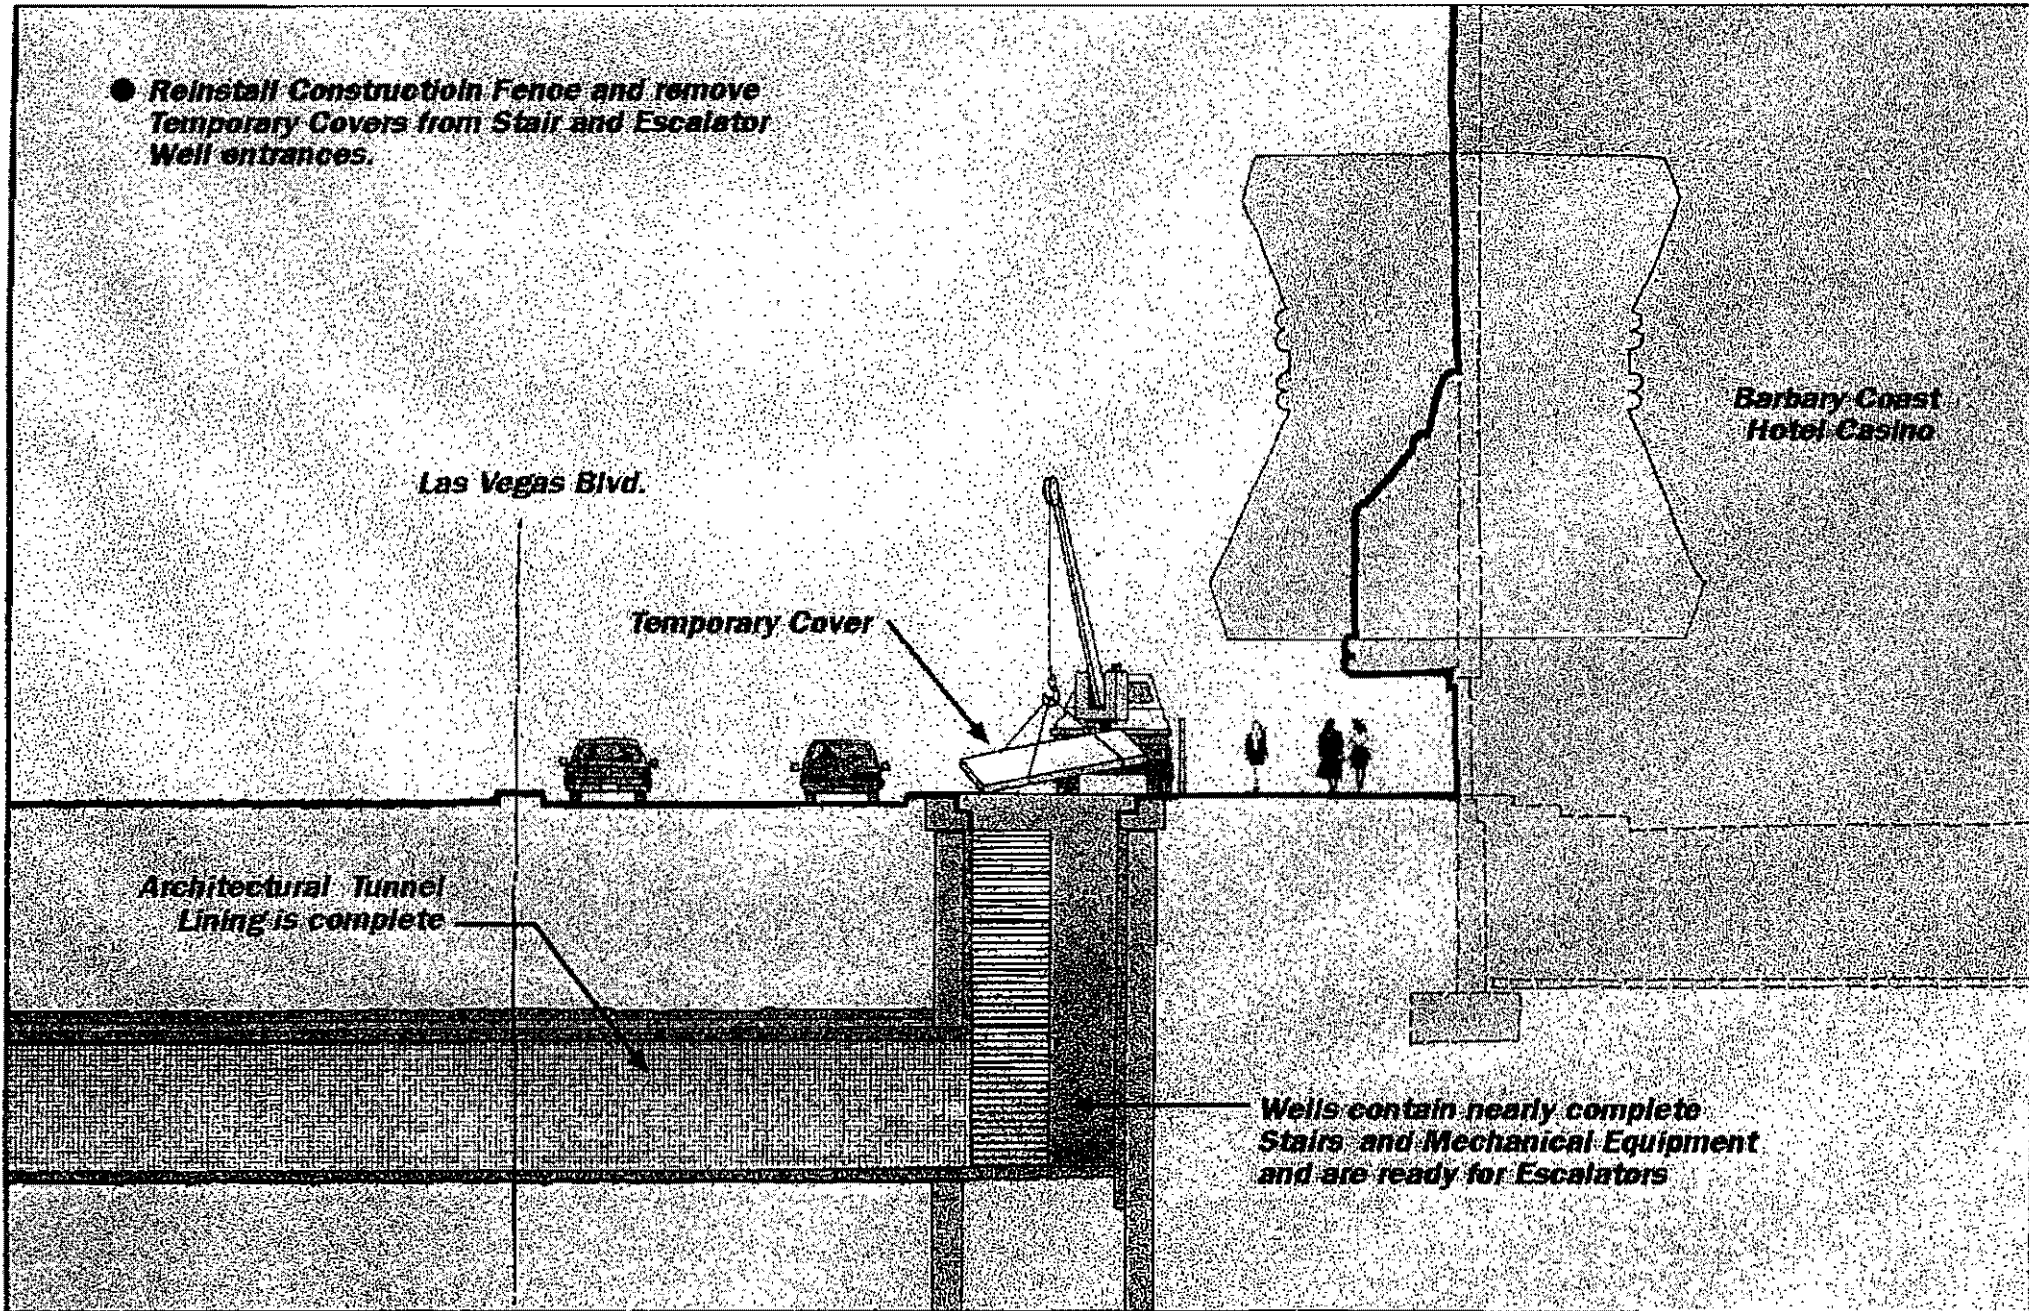 ● Reinstall Constructioin Fence and remove
Temporary Covers from Stair and Escalator
Well entrances.
Barbary Coast
Hotel Casino
Las Vegas Blvd.
Temporary Cover
Architectural Tunnel
Lining is complete
Wells contain nearly complete
Stairs and Mechanical Equipment
and are ready for Escalators